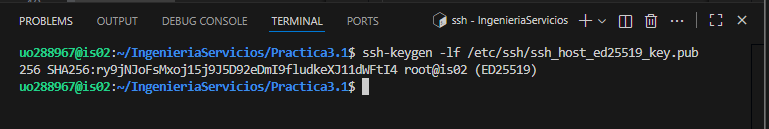 PROBLEMS OUTPUT DEBUG CONSOLE TERMINAL PORTS ssh - IngenieriaServicios
uo288967@is02:~/IngenieriaServicios/Practica3.1$ ssh-keygen -lf /etc/ssh/ssh_host_ed25519_key.pub
256 SHA256:ry9jNJoFsMxoj15j9J5D92eDmI9fludkeXJ11dWFtI4 root@is02 (ED25519)
uo288967@is02:~/IngenieriaServicios/Practica3.1$